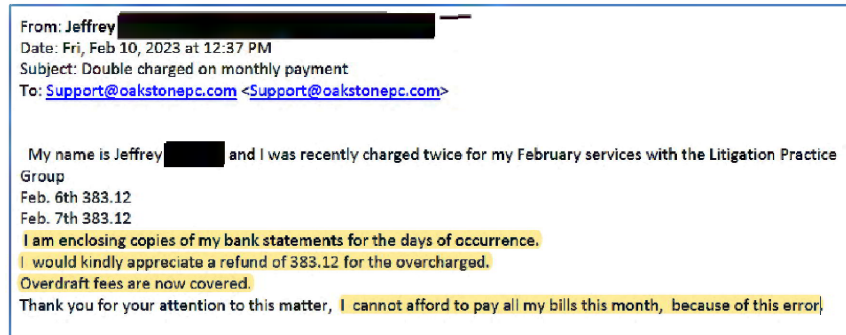 From: Jeffrey
Date: Fri, Feb 10, 2023 at 12:37 PM
Subject: Double charged on monthly payment
To: Support@oakstonepc.com <Support@oakstonepc.com>
My name is Jeffrey and I was recently charged twice for my February services with the Litigation Practice
Group
Feb. 6th 383.12
Feb. 7th 383.12
I am enclosing copies of my bank statements for the days of occurrence.
I would kindly appreciate a refund of 383.12 for the overcharged.
Overdraft fees are now covered.
Thank you for your attention to this matter, I cannot afford to pay all my bills this month, because of this error.